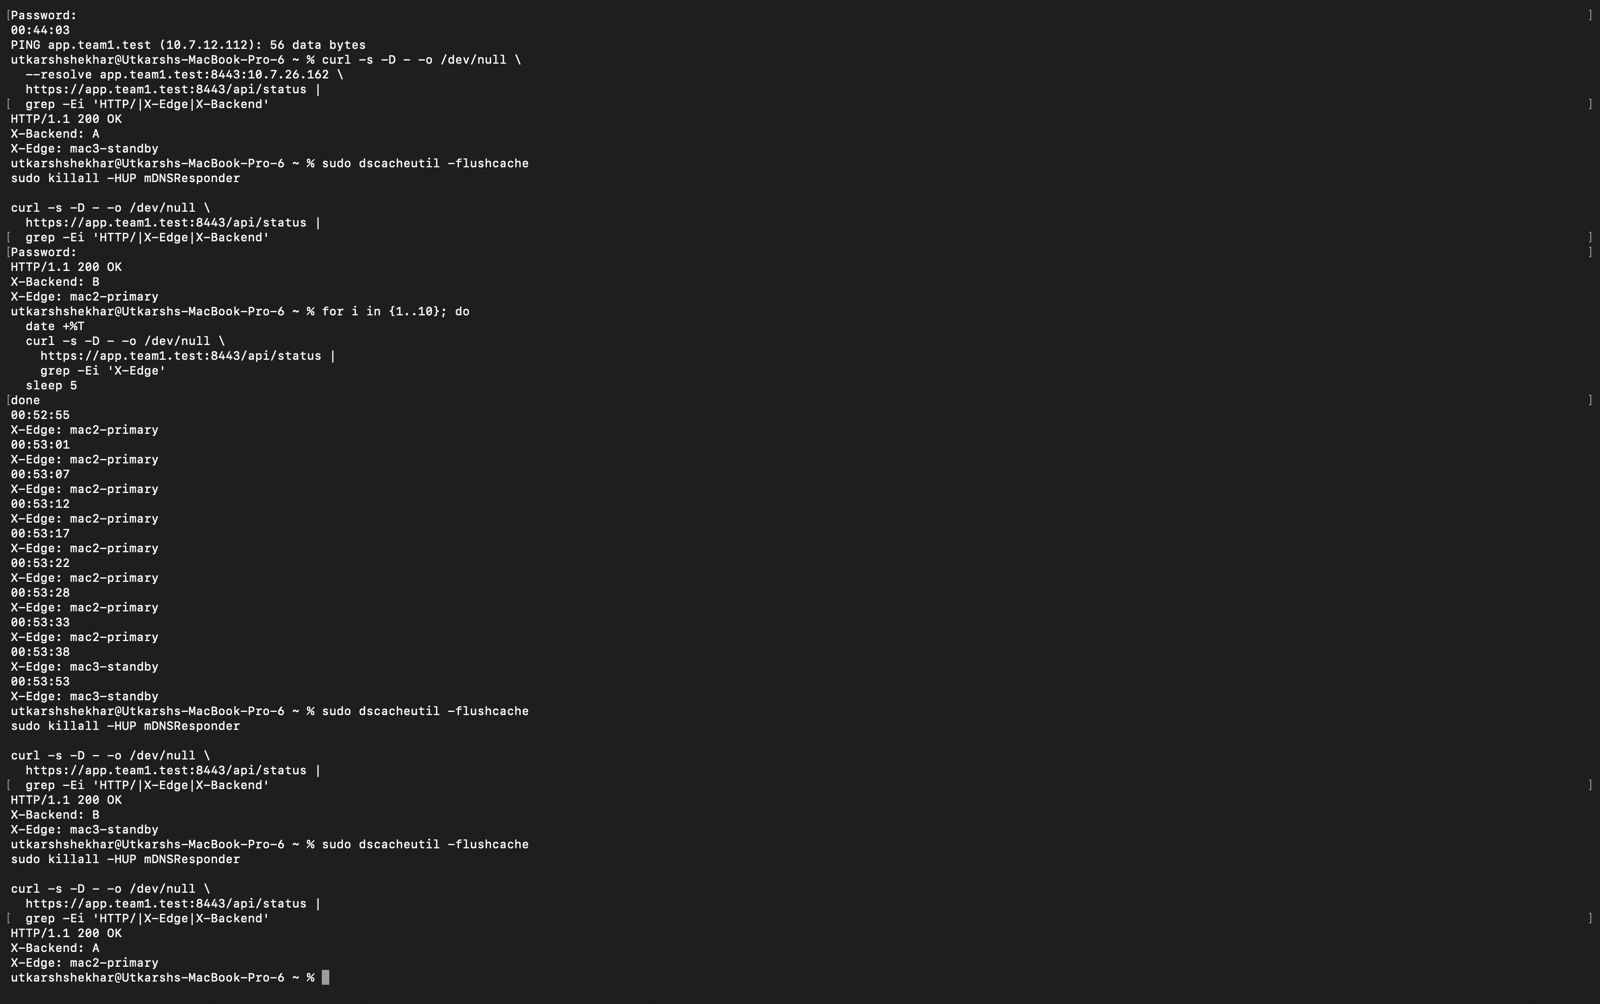 [Password: ]
00:44:03
PING app.team1.test (10.7.12.112): 56 data bytes
utkarshshekhar@Utkarshs-MacBook-Pro-6 ~ % curl -s -D - -o /dev/null \
  --resolve app.team1.test:8443:10.7.26.162 \
  https://app.team1.test:8443/api/status |
[  grep -Ei 'HTTP/|X-Edge|X-Backend' ]
HTTP/1.1 200 OK
X-Backend: A
X-Edge: mac3-standby
utkarshshekhar@Utkarshs-MacBook-Pro-6 ~ % sudo dscacheutil -flushcache
sudo killall -HUP mDNSResponder

curl -s -D - -o /dev/null \
  https://app.team1.test:8443/api/status |
[  grep -Ei 'HTTP/|X-Edge|X-Backend' ]
[Password: ]
HTTP/1.1 200 OK
X-Backend: B
X-Edge: mac2-primary
utkarshshekhar@Utkarshs-MacBook-Pro-6 ~ % for i in {1..10}; do
  date +%T
  curl -s -D - -o /dev/null \
    https://app.team1.test:8443/api/status |
    grep -Ei 'X-Edge'
  sleep 5
[done ]
00:52:55
X-Edge: mac2-primary
00:53:01
X-Edge: mac2-primary
00:53:07
X-Edge: mac2-primary
00:53:12
X-Edge: mac2-primary
00:53:17
X-Edge: mac2-primary
00:53:22
X-Edge: mac2-primary
00:53:28
X-Edge: mac2-primary
00:53:33
X-Edge: mac2-primary
00:53:38
X-Edge: mac3-standby
00:53:53
X-Edge: mac3-standby
utkarshshekhar@Utkarshs-MacBook-Pro-6 ~ % sudo dscacheutil -flushcache
sudo killall -HUP mDNSResponder

curl -s -D - -o /dev/null \
  https://app.team1.test:8443/api/status |
[  grep -Ei 'HTTP/|X-Edge|X-Backend' ]
HTTP/1.1 200 OK
X-Backend: B
X-Edge: mac3-standby
utkarshshekhar@Utkarshs-MacBook-Pro-6 ~ % sudo dscacheutil -flushcache
sudo killall -HUP mDNSResponder

curl -s -D - -o /dev/null \
  https://app.team1.test:8443/api/status |
[  grep -Ei 'HTTP/|X-Edge|X-Backend' ]
HTTP/1.1 200 OK
X-Backend: A
X-Edge: mac2-primary
utkarshshekhar@Utkarshs-MacBook-Pro-6 ~ %